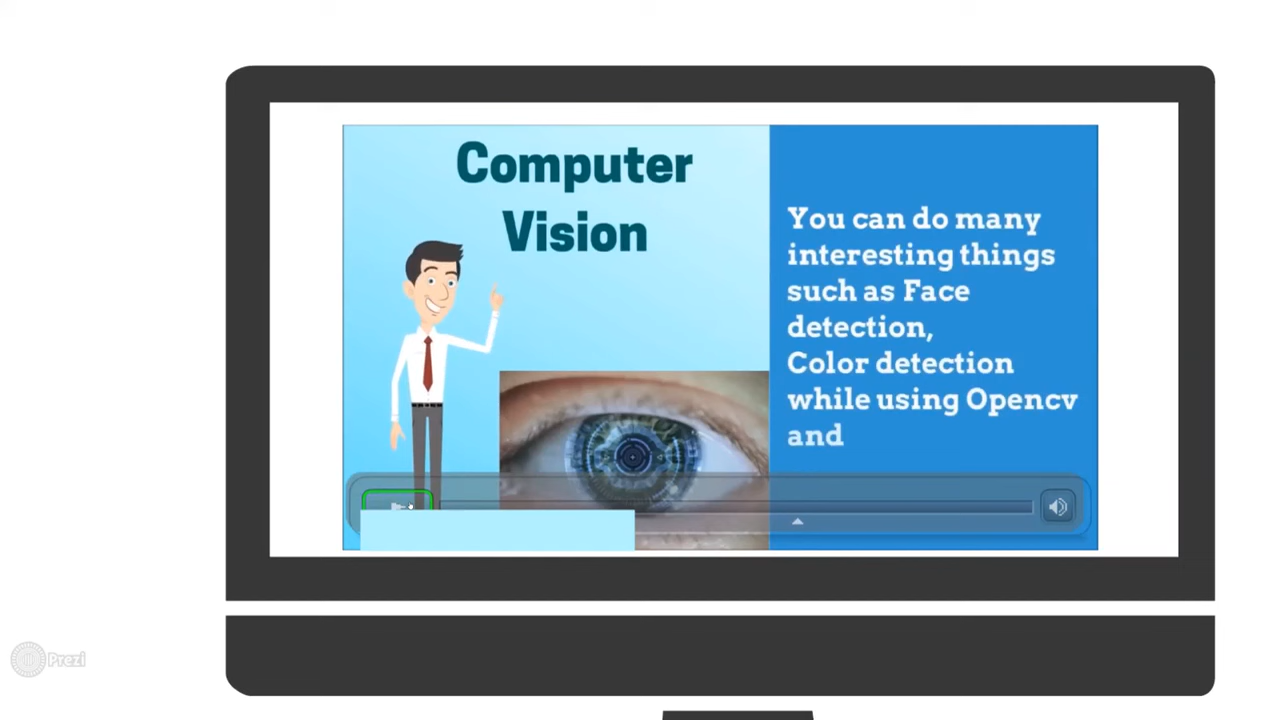 Computer
Vision
You can do many
interesting things
such as Face
detection,
Color detection
while using Opencv
and
Prezi